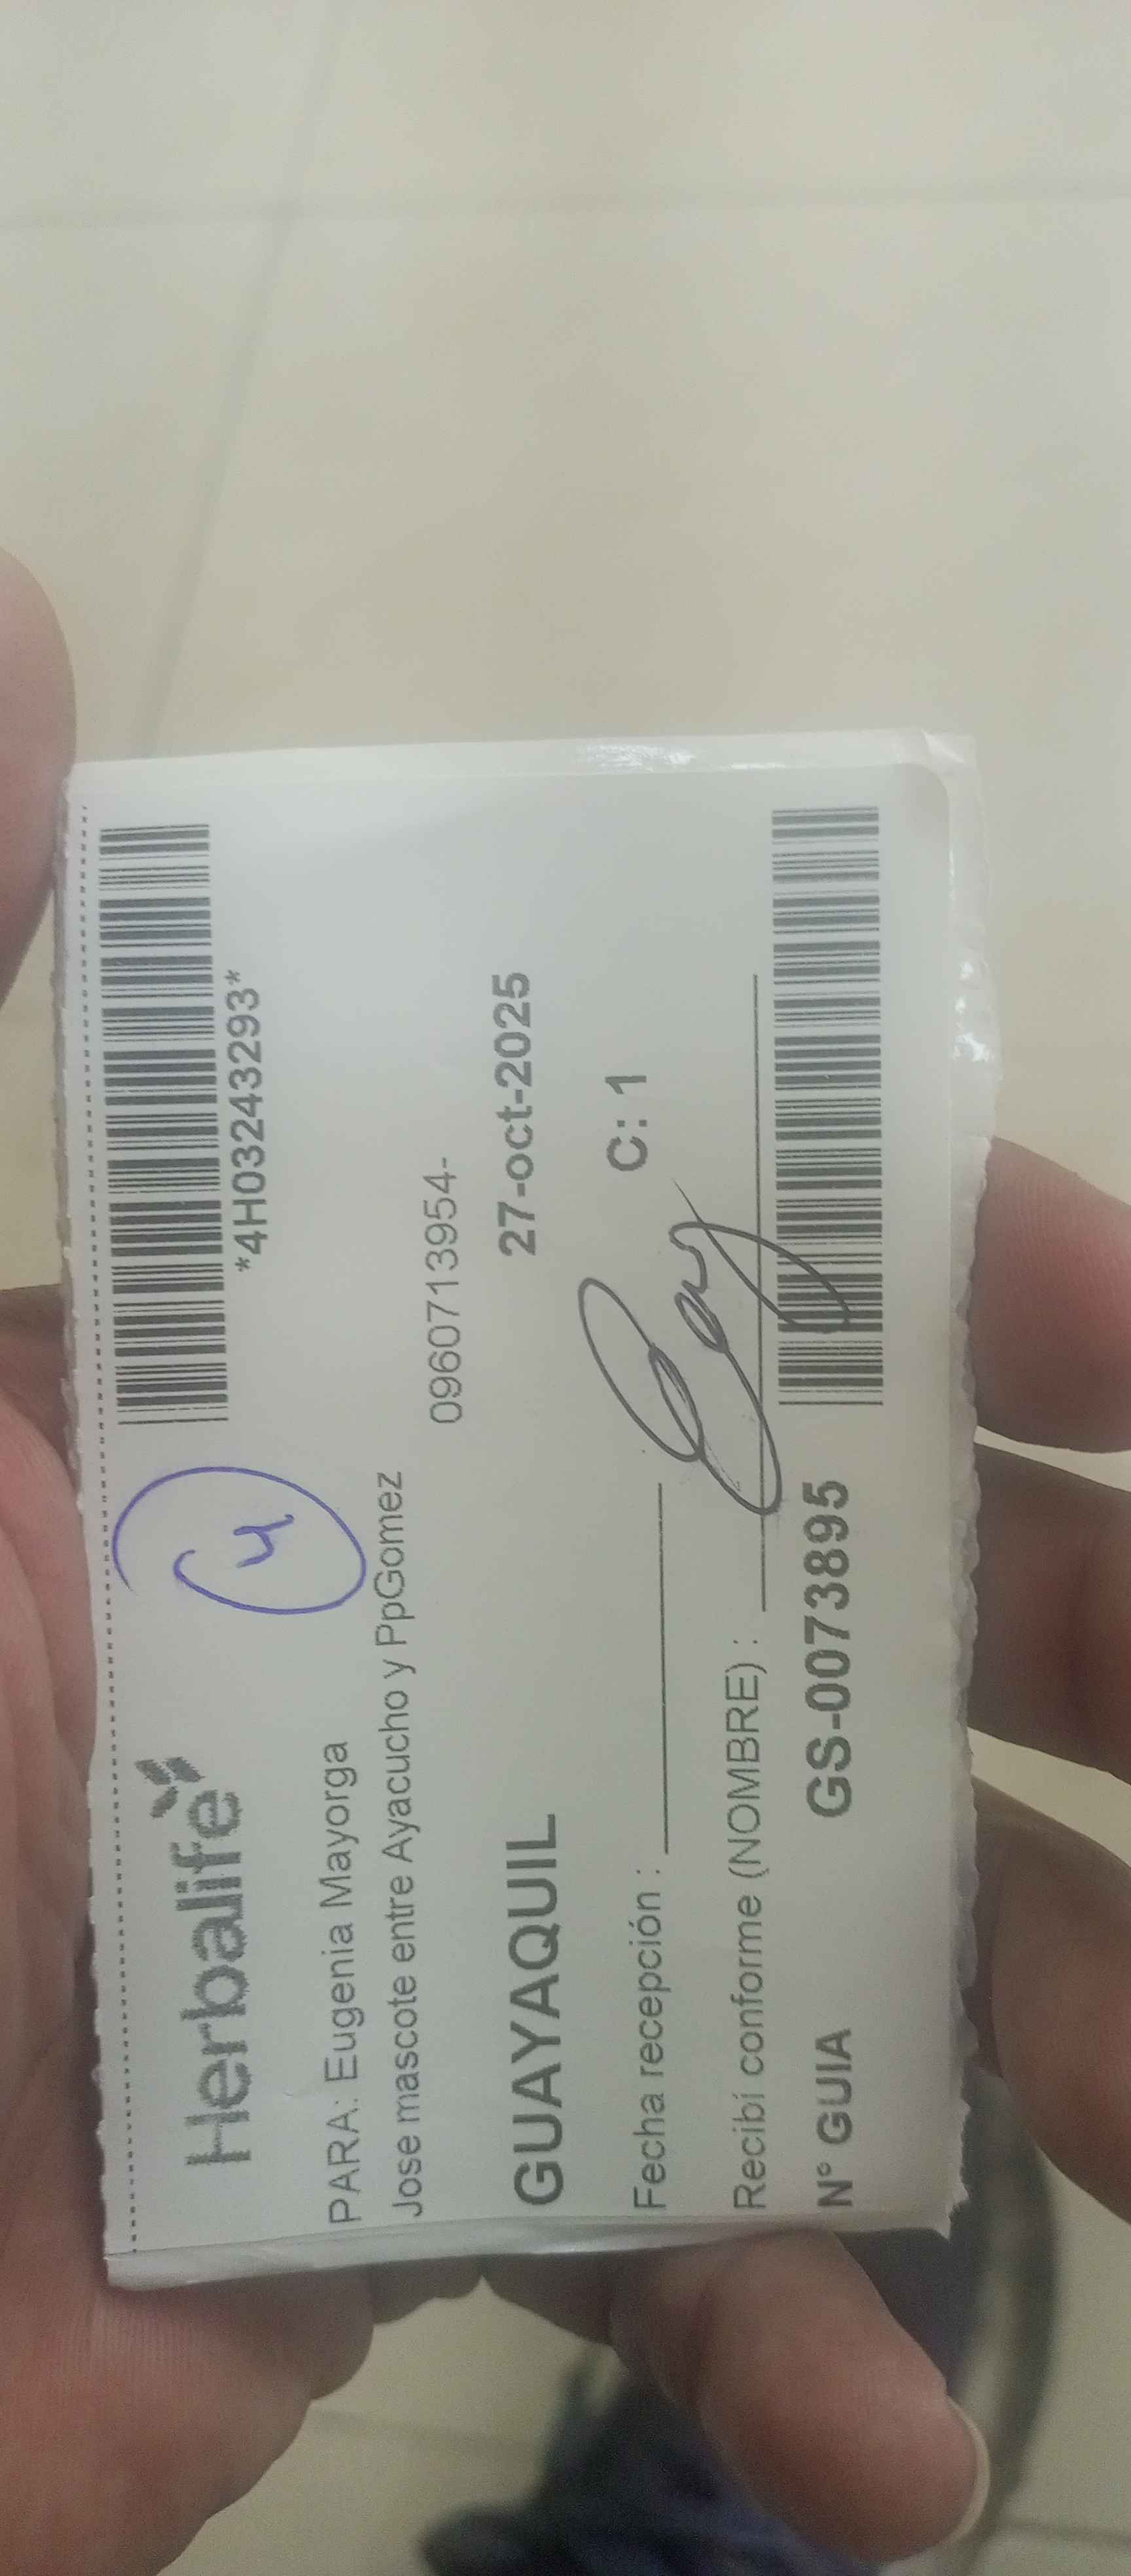 Herbalife
4
*4H03243293*
PARA: Eugenia Mayorga
Jose mascote entre Ayacucho y PpGomez
0960713954-
GUAYAQUIL 27-oct-2025
Fecha recepción : C: 1
Recibí conforme (NOMBRE) :
N° GUIA GS-0073895